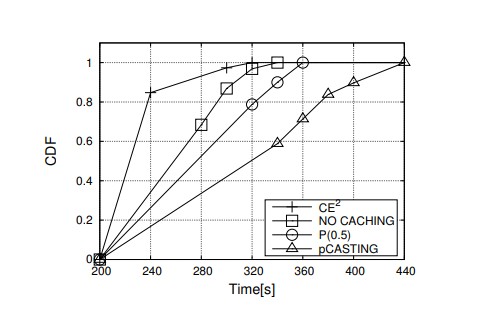 1
0.8
0.6
0.4
0.2
0
CDF
200 240 280 320 360 400 440
Time[s]
CE²
NO CACHING
P(0.5)
pCASTING